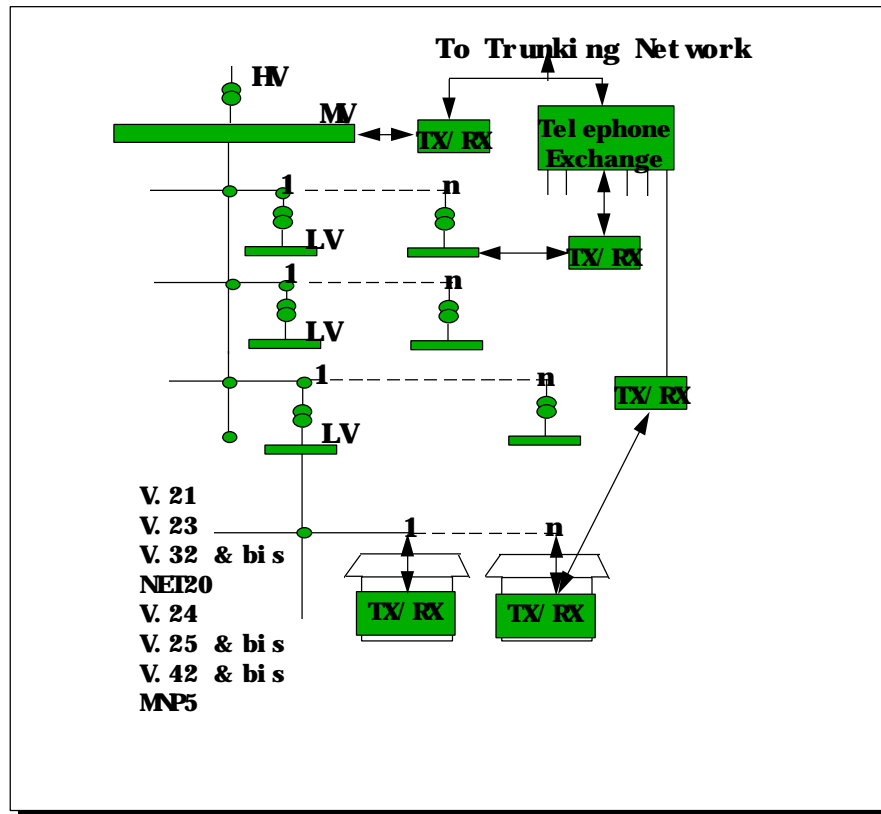 To Trunking Network
HV
MV
TX/RX
Telephone
Exchange
1
n
LV
TX/RX
1
n
LV
1
n
TX/RX
LV
V.21
V.23
1
n
V.32 & bis
NET20
V.24
TX/RX
TX/RX
V.25 & bis
V.42 & bis
MNP5